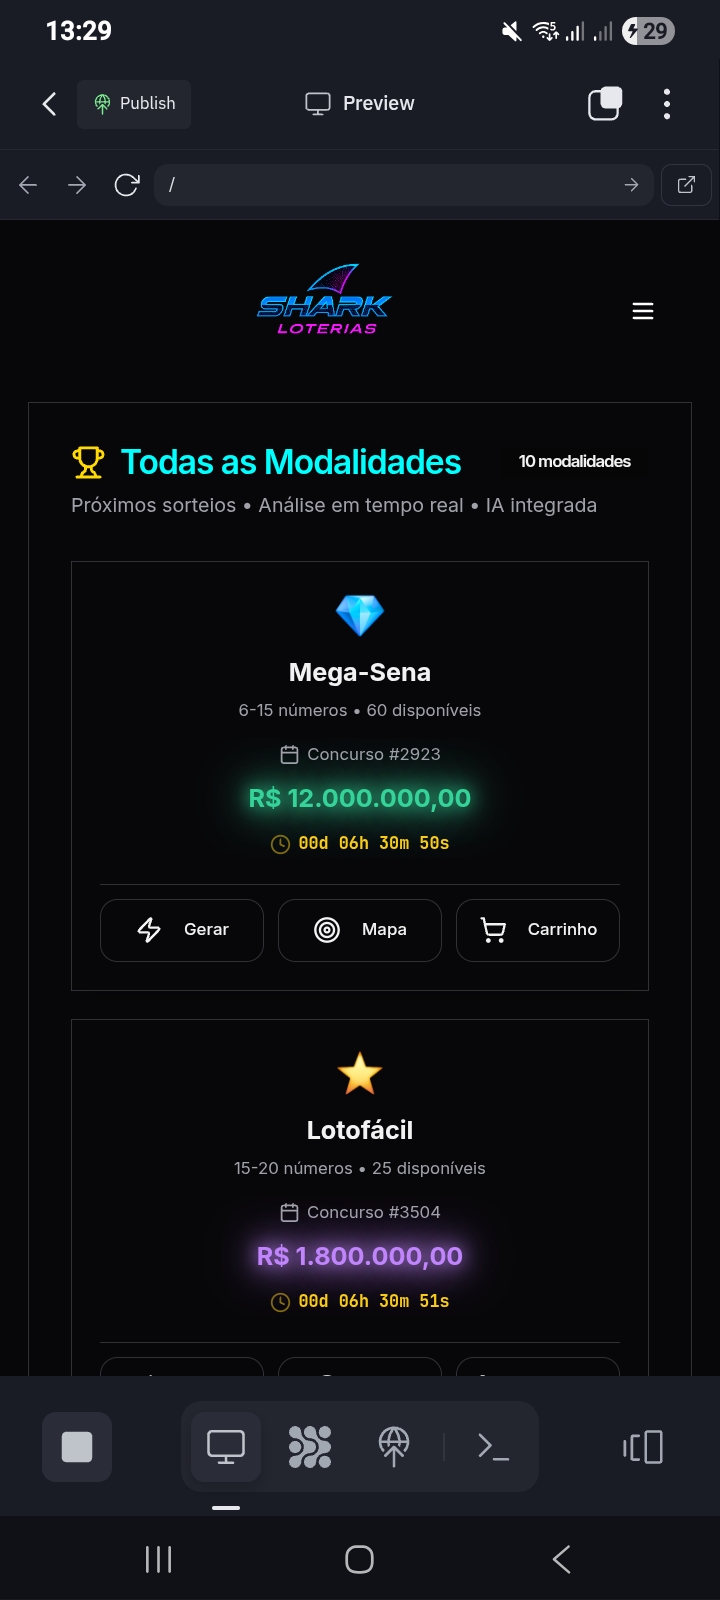 13:29
5
29
Publish
Preview
/
SHARK
LOTERIAS
Todas as Modalidades
10 modalidades
Próximos sorteios • Análise em tempo real • IA integrada
Mega-Sena
6-15 números • 60 disponíveis
Concurso #2923
R$ 12.000.000,00
00d 06h 30m 50s
Gerar
Mapa
Carrinho
Lotofácil
15-20 números • 25 disponíveis
Concurso #3504
R$ 1.800.000,00
00d 06h 30m 51s